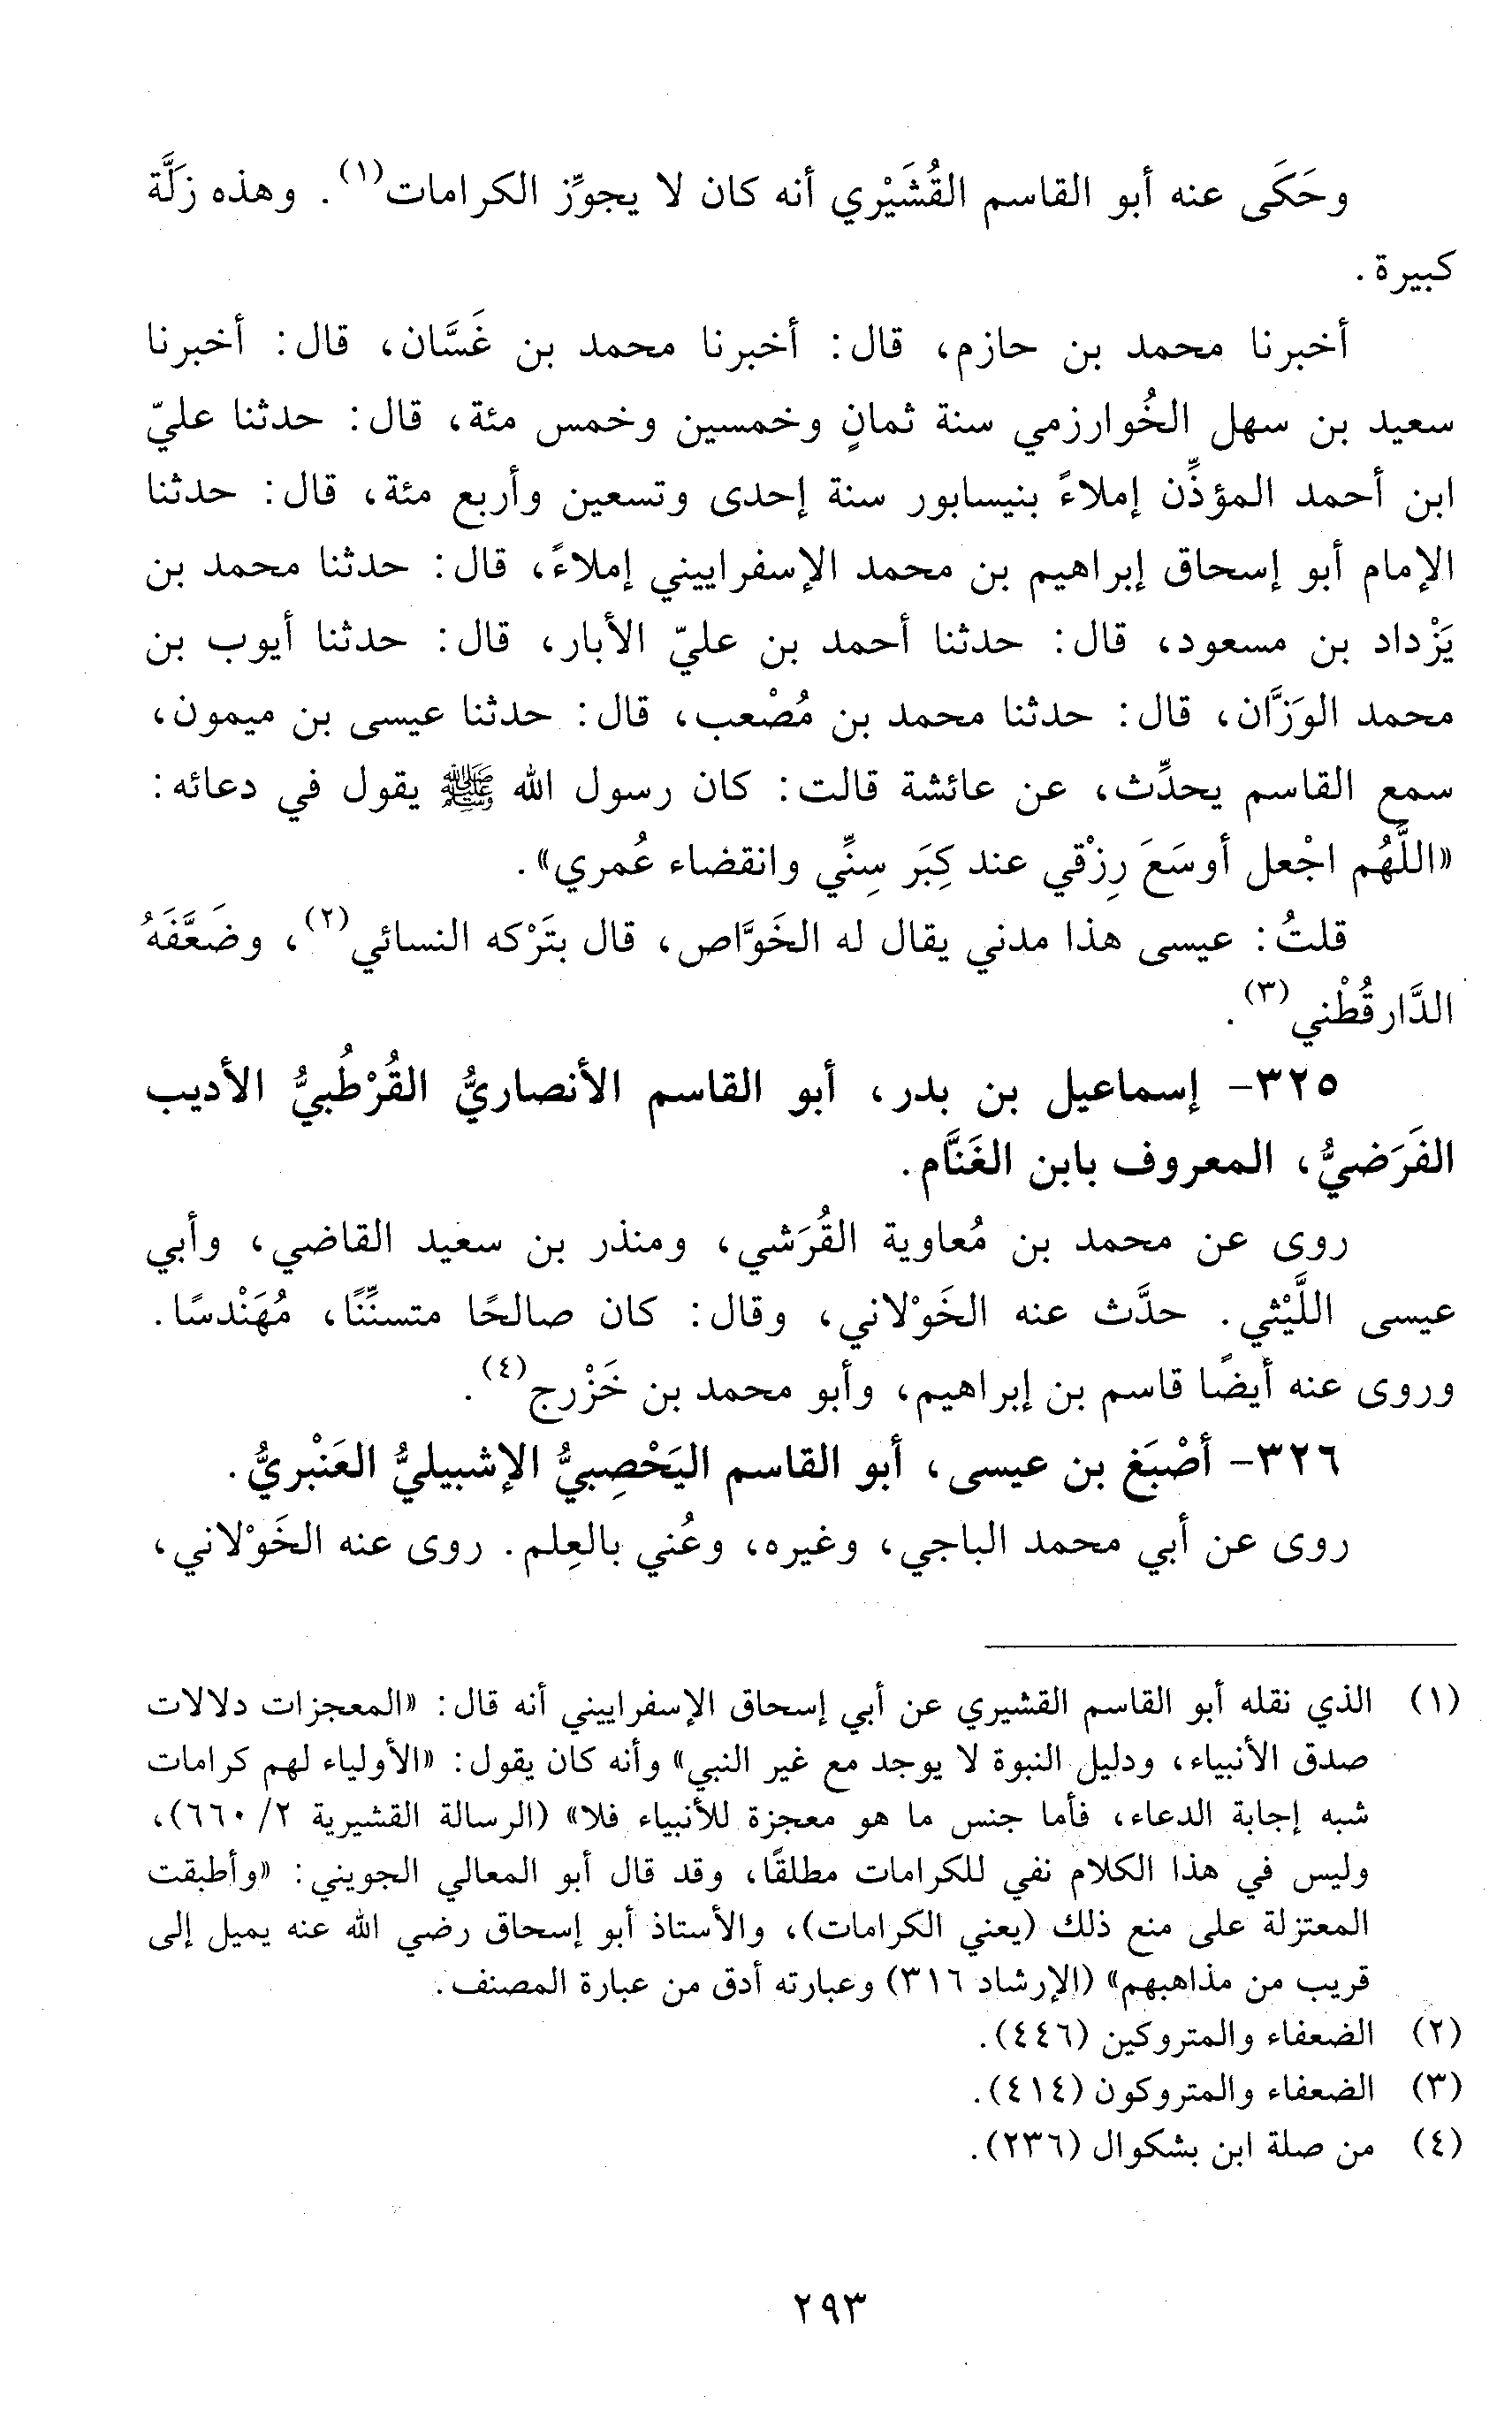 وحَكَى عنه أبو القاسم القُشَيْري أنه كان لا يجوِّز الكرامات(١). وهذه زلَّة
كبيرة.
أخبرنا محمد بن حازم، قال: أخبرنا محمد بن غَسَّان، قال: أخبرنا
سعيد بن سهل الخُوارزمي سنة ثمانٍ وخمسين وخمس مئة، قال: حدثنا عليّ
ابن أحمد المؤذِّن إملاءً بنيسابور سنة إحدى وتسعين وأربع مئة، قال: حدثنا
الإمام أبو إسحاق إبراهيم بن محمد الإسفراييني إملاءً، قال: حدثنا محمد بن
يَزْداد بن مسعود، قال: حدثنا أحمد بن عليّ الأبار، قال: حدثنا أيوب بن
محمد الوَزَّان، قال: حدثنا محمد بن مُصْعب، قال: حدثنا عيسى بن ميمون،
سمع القاسم يحدِّث، عن عائشة قالت: كان رسول الله ﷺ يقول في دعائه:
«اللَّهُم اجْعل أوسَعَ رِزْقي عند كِبَر سِنِّي وانقضاء عُمري».
قلتُ: عيسى هذا مدني يقال له الخَوَّاص، قال بتَرْكه النسائي(٢)، وضَعَّفَهُ
الدَّارقُطْني(٣).
٣٢٥- إسماعيل بن بدر، أبو القاسم الأنصاريُّ القُرْطُبيُّ الأديب
الفَرَضيُّ، المعروف بابن الغَنَّام.
روى عن محمد بن مُعاوية القُرَشي، ومنذر بن سعيد القاضي، وأبي
عيسى اللَّيْثي. حدَّث عنه الخَوْلاني، وقال: كان صالحًا متسنِّنًا، مُهَنْدسًا.
وروى عنه أيضًا قاسم بن إبراهيم، وأبو محمد بن خَزْرج(٤).
٣٢٦- أصْبَغ بن عيسى، أبو القاسم اليَحْصِبيُّ الإشبيليُّ العَنْبريُّ.
روى عن أبي محمد الباجي، وغيره، وعُني بالعِلم. روى عنه الخَوْلاني،
(١) الذي نقله أبو القاسم القشيري عن أبي إسحاق الإسفراييني أنه قال: «المعجزات دلالات
صدق الأنبياء، ودليل النبوة لا يوجد مع غير النبي» وأنه كان يقول: «الأولياء لهم كرامات
شبه إجابة الدعاء، فأما جنس ما هو معجزة للأنبياء فلا» (الرسالة القشيرية ٢/ ٦٦٠)،
وليس في هذا الكلام نفي للكرامات مطلقًا، وقد قال أبو المعالي الجويني: «وأطبقت
المعتزلة على منع ذلك (يعني الكرامات)، والأستاذ أبو إسحاق رضي الله عنه يميل إلى
قريب من مذاهبهم» (الإرشاد ٣١٦) وعبارته أدق من عبارة المصنف.
(٢) الضعفاء والمتروكين (٤٤٦).
(٣) الضعفاء والمتروكون (٤١٤).
(٤) من صلة ابن بشكوال (٢٣٦).
٢٩٣